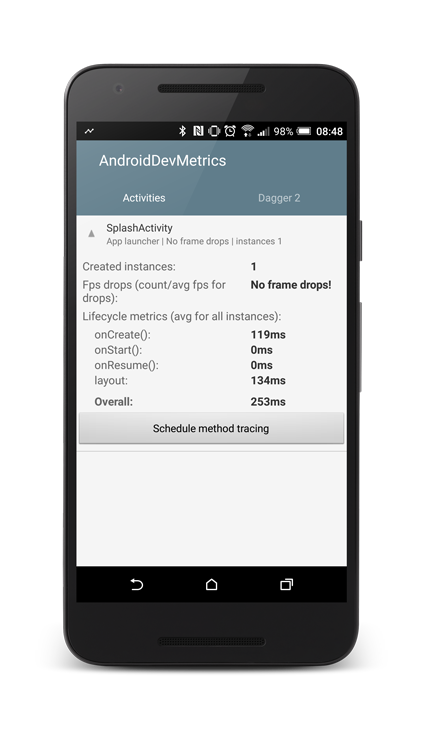 98% 08:48
AndroidDevMetrics
Activities Dagger 2
SplashActivity
App launcher | No frame drops | instances 1
Created instances: 1
Fps drops (count/avg fps for No frame drops!
drops):
Lifecycle metrics (avg for all instances):
onCreate(): 119ms
onStart(): 0ms
onResume(): 0ms
layout: 134ms
Overall: 253ms
Schedule method tracing